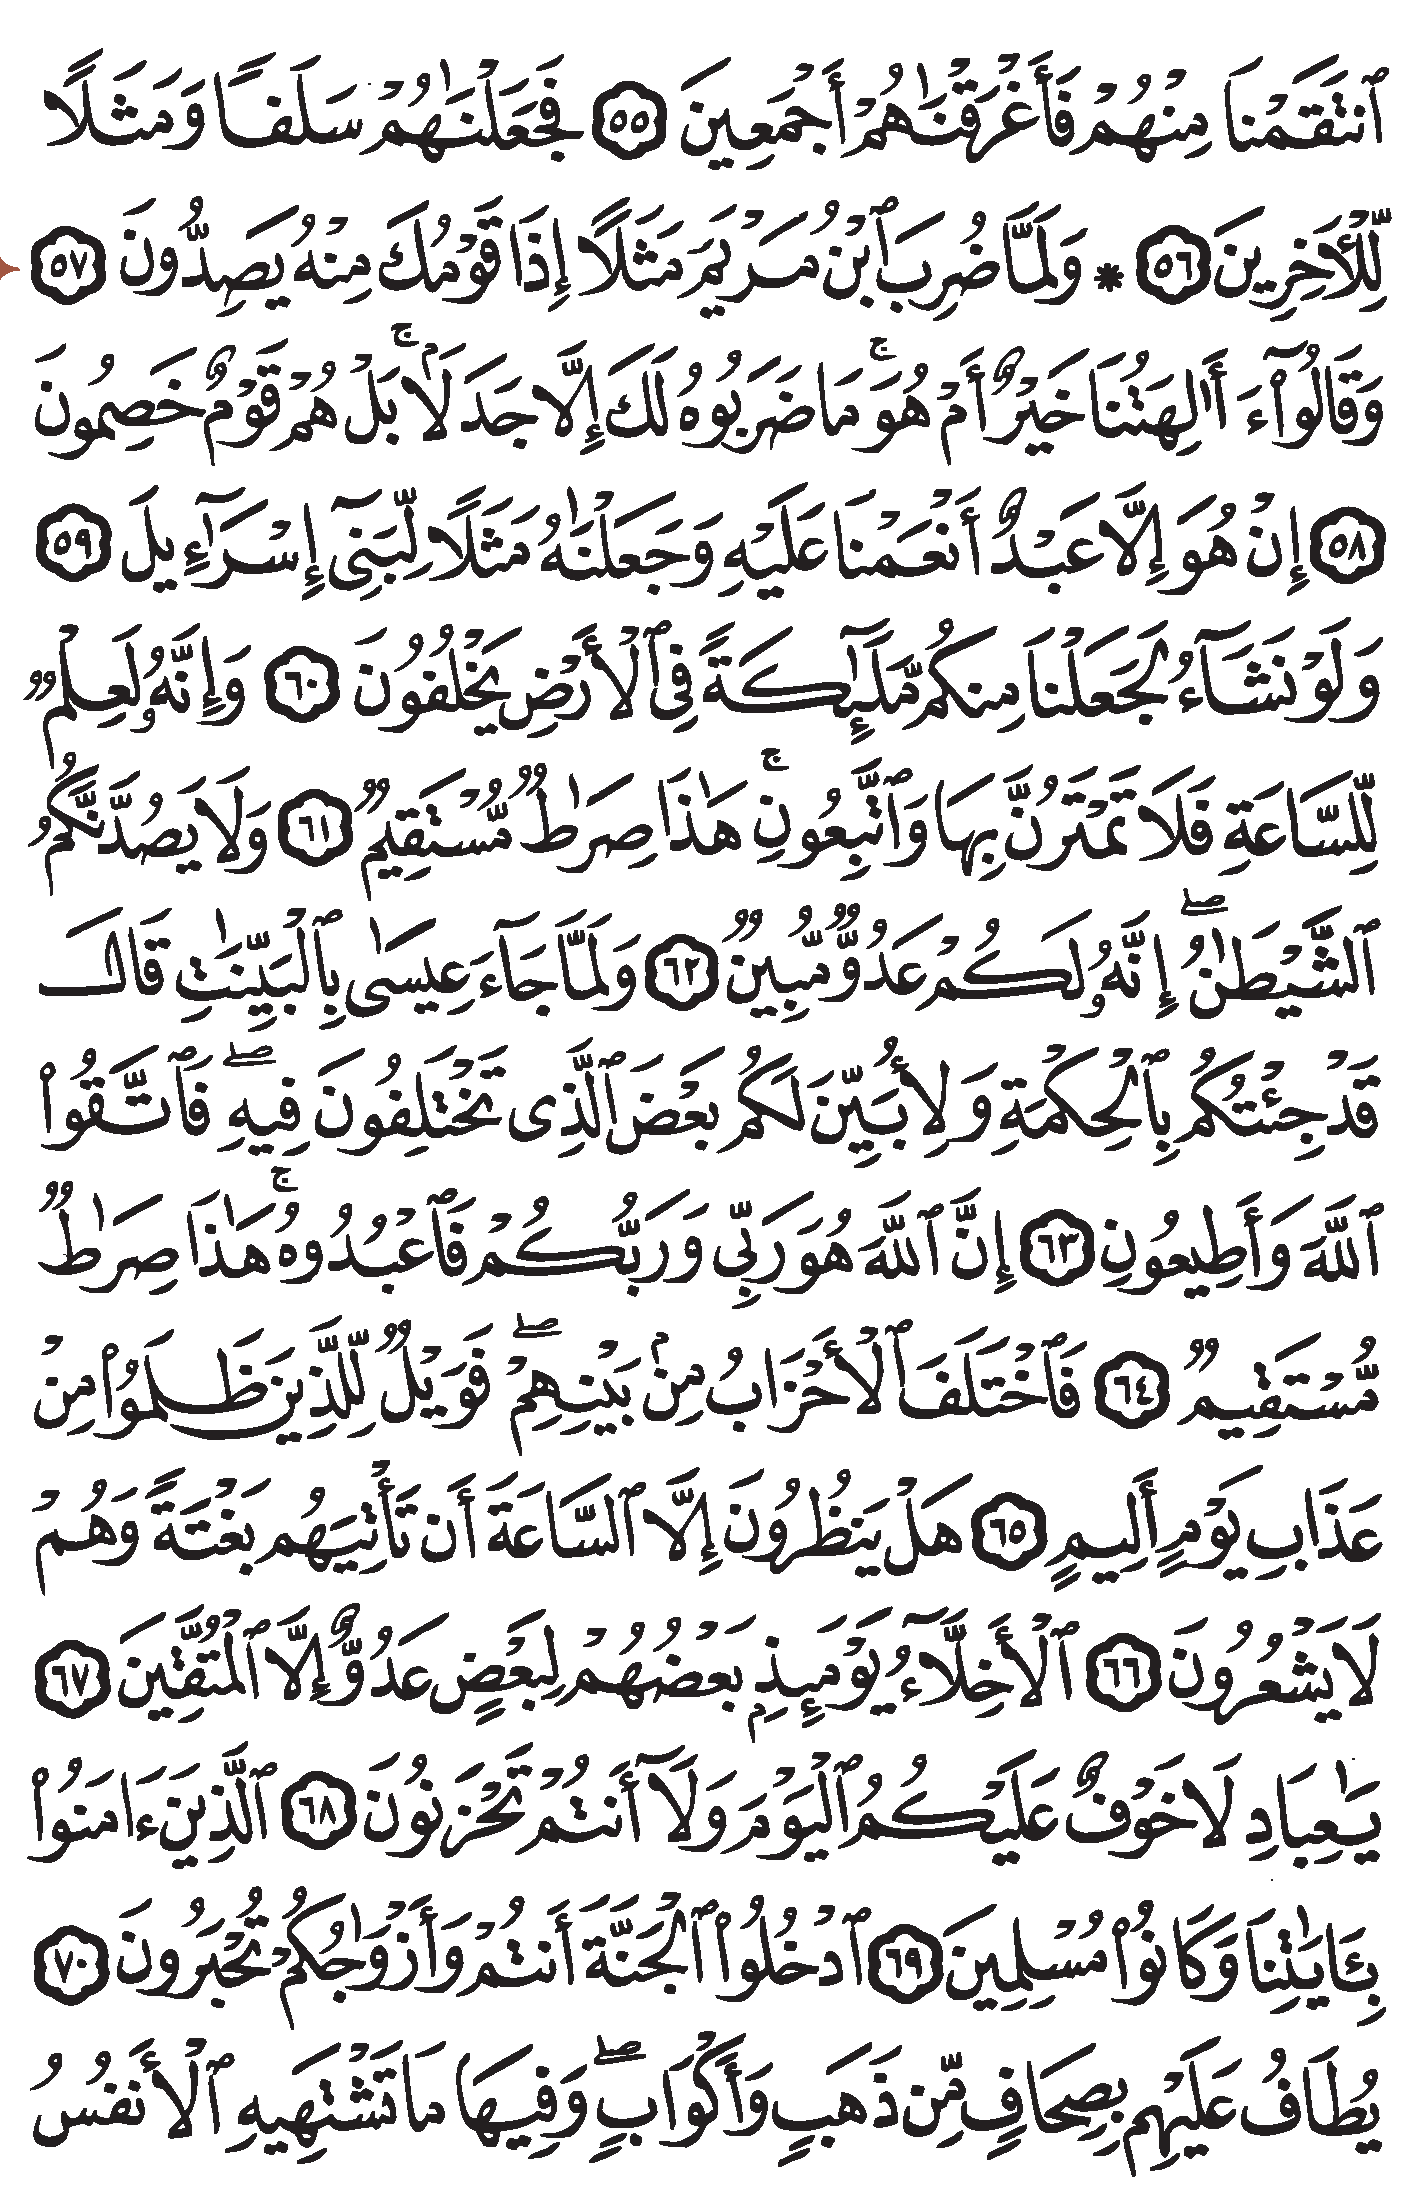 ٱنتَقَمْنَا مِنْهُمْ فَأَغْرَقْنَٰهُمْ أَجْمَعِينَ ٥٥ فَجَعَلْنَٰهُمْ سَلَفًا وَمَثَلًا
لِّلْأَخِرِينَ ٥٦ * وَلَمَّا ضُرِبَ ٱبْنُ مَرْيَمَ مَثَلًا إِذَا قَوْمُكَ مِنْهُ يَصِدُّونَ ٥٧
وَقَالُوٓا۟ ءَأَٰلِهَتُنَا خَيْرٌ أَمْ هُوَ ۚ مَا ضَرَبُوهُ لَكَ إِلَّا جَدَلًۢا ۚ بَلْ هُمْ قَوْمٌ خَصِمُونَ
٥٨ إِنْ هُوَ إِلَّا عَبْدٌ أَنْعَمْنَا عَلَيْهِ وَجَعَلْنَٰهُ مَثَلًا لِّبَنِىٓ إِسْرَٰٓءِيلَ ٥٩
وَلَوْ نَشَآءُ لَجَعَلْنَا مِنكُم مَّلَٰٓئِكَةً فِى ٱلْأَرْضِ يَخْلُفُونَ ٦٠ وَإِنَّهُۥ لَعِلْمٌ
لِّلسَّاعَةِ فَلَا تَمْتَرُنَّ بِهَا وَٱتَّبِعُونِ ۚ هَٰذَا صِرَٰطٌ مُّسْتَقِيمٌ ٦١ وَلَا يَصُدَّنَّكُمُ
ٱلشَّيْطَٰنُ ۖ إِنَّهُۥ لَكُمْ عَدُوٌّ مُّبِينٌ ٦٢ وَلَمَّا جَآءَ عِيسَىٰ بِٱلْبَيِّنَٰتِ قَالَ
قَدْ جِئْتُكُم بِٱلْحِكْمَةِ وَلِأُبَيِّنَ لَكُم بَعْضَ ٱلَّذِى تَخْتَلِفُونَ فِيهِ ۖ فَٱتَّقُوا۟
ٱللَّهَ وَأَطِيعُونِ ٦٣ إِنَّ ٱللَّهَ هُوَ رَبِّى وَرَبُّكُمْ فَٱعْبُدُوهُ ۚ هَٰذَا صِرَٰطٌ
مُّسْتَقِيمٌ ٦٤ فَٱخْتَلَفَ ٱلْأَحْزَابُ مِنۢ بَيْنِهِمْ ۖ فَوَيْلٌ لِّلَّذِينَ ظَلَمُوا۟ مِنْ
عَذَابِ يَوْمٍ أَلِيمٍ ٦٥ هَلْ يَنظُرُونَ إِلَّا ٱلسَّاعَةَ أَن تَأْتِيَهُم بَغْتَةً وَهُمْ
لَا يَشْعُرُونَ ٦٦ ٱلْأَخِلَّآءُ يَوْمَئِذٍۭ بَعْضُهُمْ لِبَعْضٍ عَدُوٌّ إِلَّا ٱلْمُتَّقِينَ ٦٧
يَٰعِبَادِ لَا خَوْفٌ عَلَيْكُمُ ٱلْيَوْمَ وَلَآ أَنتُمْ تَحْزَنُونَ ٦٨ ٱلَّذِينَ ءَامَنُوا۟
بِـَٔايَٰتِنَا وَكَانُوا۟ مُسْلِمِينَ ٦٩ ٱدْخُلُوا۟ ٱلْجَنَّةَ أَنتُمْ وَأَزْوَٰجُكُمْ تُحْبَرُونَ ٧٠
يُطَافُ عَلَيْهِم بِصِحَافٍ مِّن ذَهَبٍ وَأَكْوَابٍ ۖ وَفِيهَا مَا تَشْتَهِيهِ ٱلْأَنفُسُ